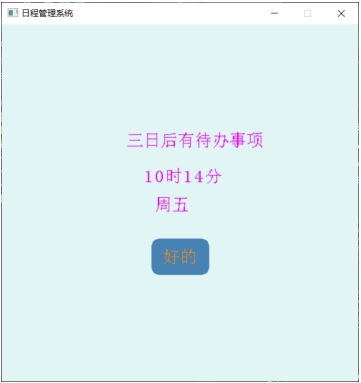 日程管理系统
三日后有待办事项
10时14分
周五
好的